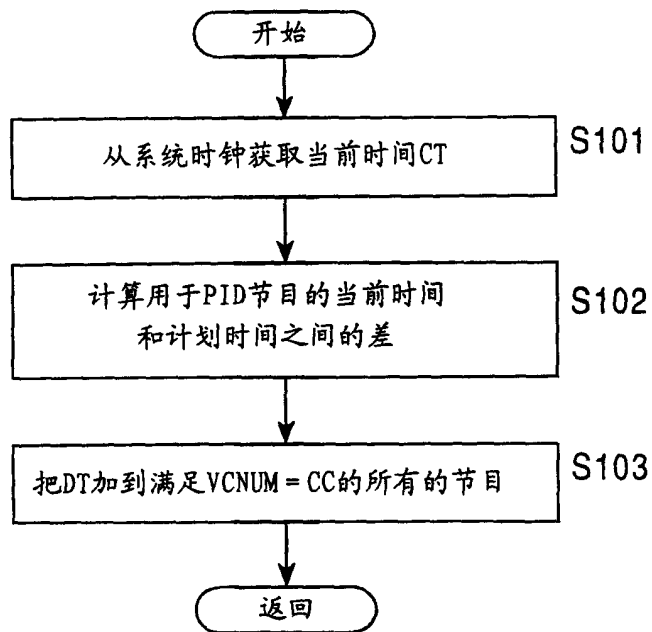 开始
从系统时钟获取当前时间CT
S101
计算用于PID节目的当前时间
和计划时间之间的差
S102
把DT加到满足VCNUM=CC的所有的节目
S103
返回